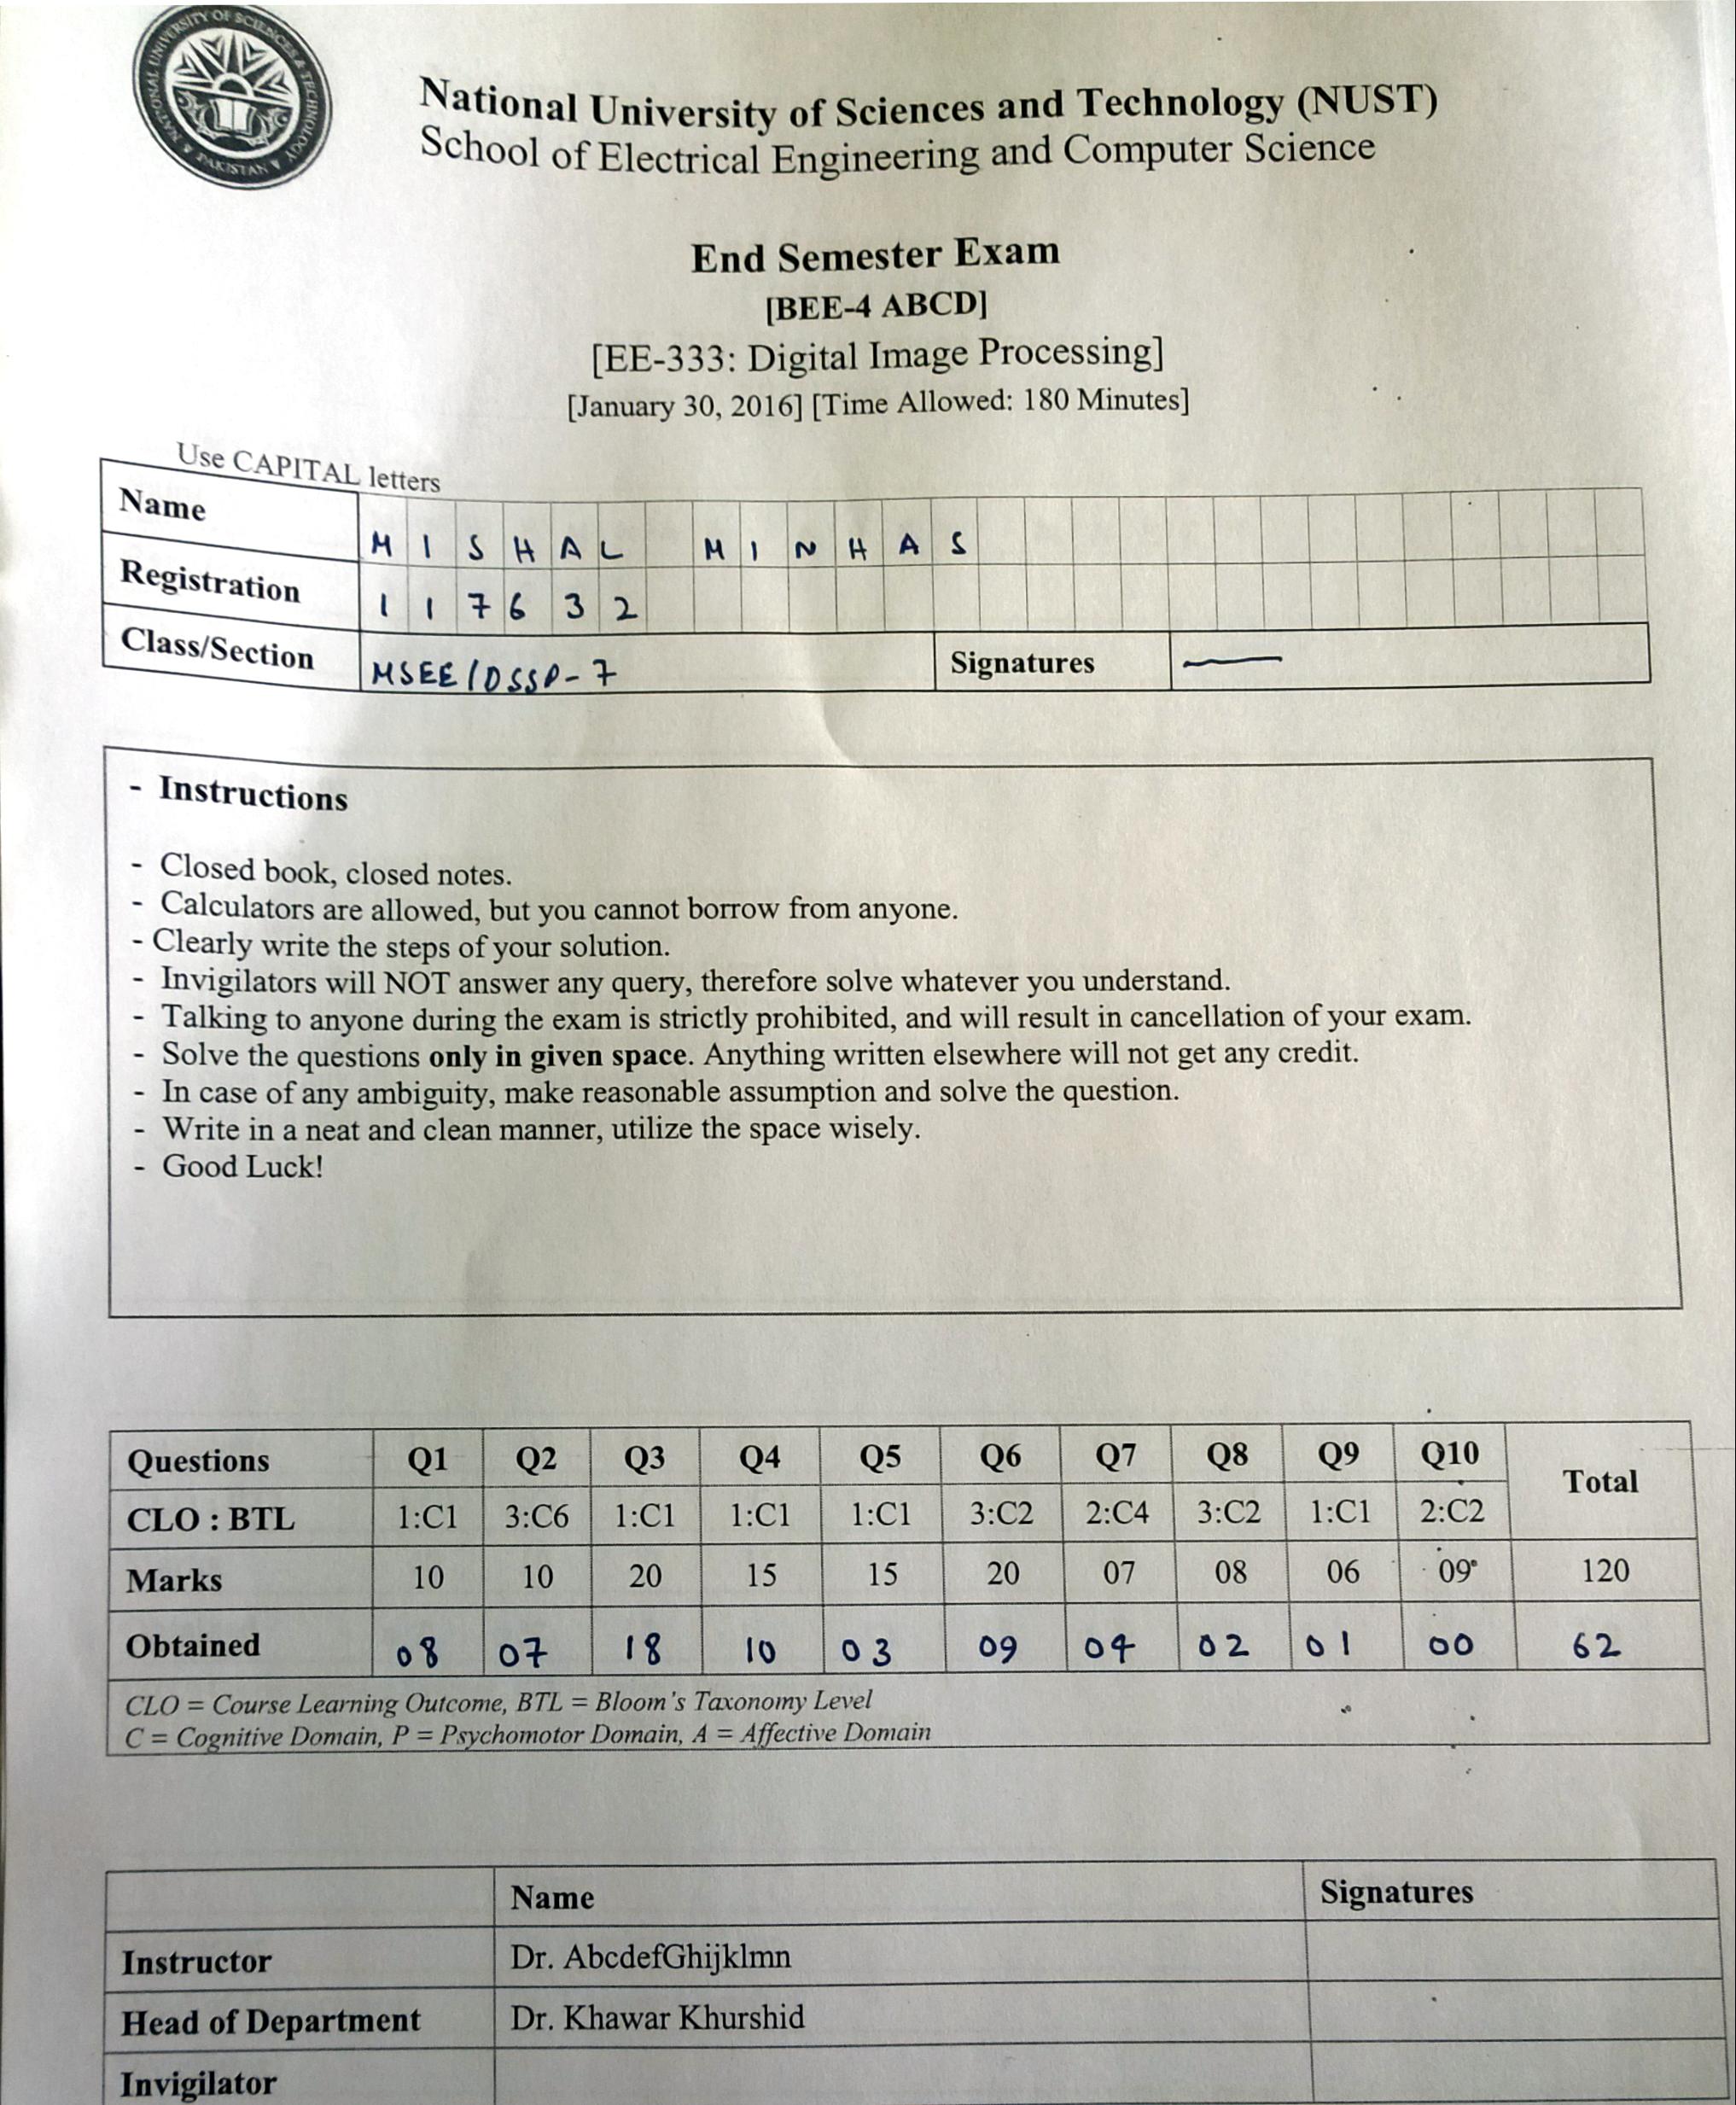 NATIONAL UNIVERSITY OF SCIENCES & TECHNOLOGY
PAKISTAN
National University of Sciences and Technology (NUST)
School of Electrical Engineering and Computer Science
End Semester Exam
[BEE-4 ABCD]
[EE-333: Digital Image Processing]
[January 30, 2016] [Time Allowed: 180 Minutes]
Use CAPITAL letters
Name MISHAL MINHAS
Registration 117632
Class/Section MSEE/DSSP-7 Signatures
- Instructions
- Closed book, closed notes.
- Calculators are allowed, but you cannot borrow from anyone.
- Clearly write the steps of your solution.
- Invigilators will NOT answer any query, therefore solve whatever you understand.
- Talking to anyone during the exam is strictly prohibited, and will result in cancellation of your exam.
- Solve the questions only in given space. Anything written elsewhere will not get any credit.
- In case of any ambiguity, make reasonable assumption and solve the question.
- Write in a neat and clean manner, utilize the space wisely.
- Good Luck!
Questions Q1 Q2 Q3 Q4 Q5 Q6 Q7 Q8 Q9 Q10 Total
CLO : BTL 1:C1 3:C6 1:C1 1:C1 1:C1 3:C2 2:C4 3:C2 1:C1 2:C2
Marks 10 10 20 15 15 20 07 08 06 09 120
Obtained 08 07 18 10 03 09 04 02 01 00 62
CLO = Course Learning Outcome, BTL = Bloom's Taxonomy Level
C = Cognitive Domain, P = Psychomotor Domain, A = Affective Domain
Name Signatures
Instructor Dr. AbcdefGhijklmn
Head of Department Dr. Khawar Khurshid
Invigilator